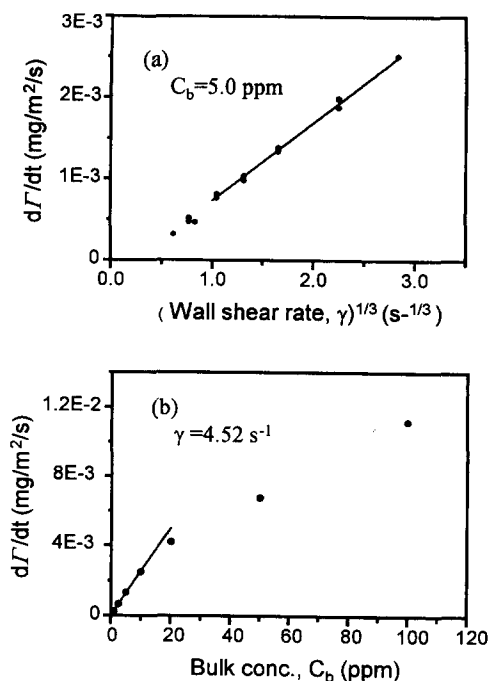 3E-3
(a)
C_b=5.0 ppm
2E-3
1E-3
0
dΓ/dt (mg/m²/s)
0.0 1.0 2.0 3.0
( Wall shear rate, γ)^1/3 (s-^1/3)
1.2E-2
(b)
γ =4.52 s⁻¹
8E-3
4E-3
0
dΓ/dt (mg/m²/s)
0 20 40 60 80 100 120
Bulk conc., C_b (ppm)